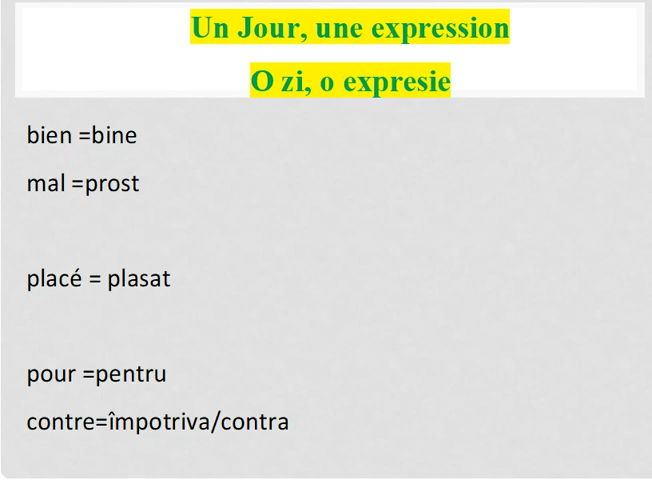 Un Jour, une expression
O zi, o expresie
bien =bine
mal =prost
placé = plasat
pour =pentru
contre=împotriva/contra